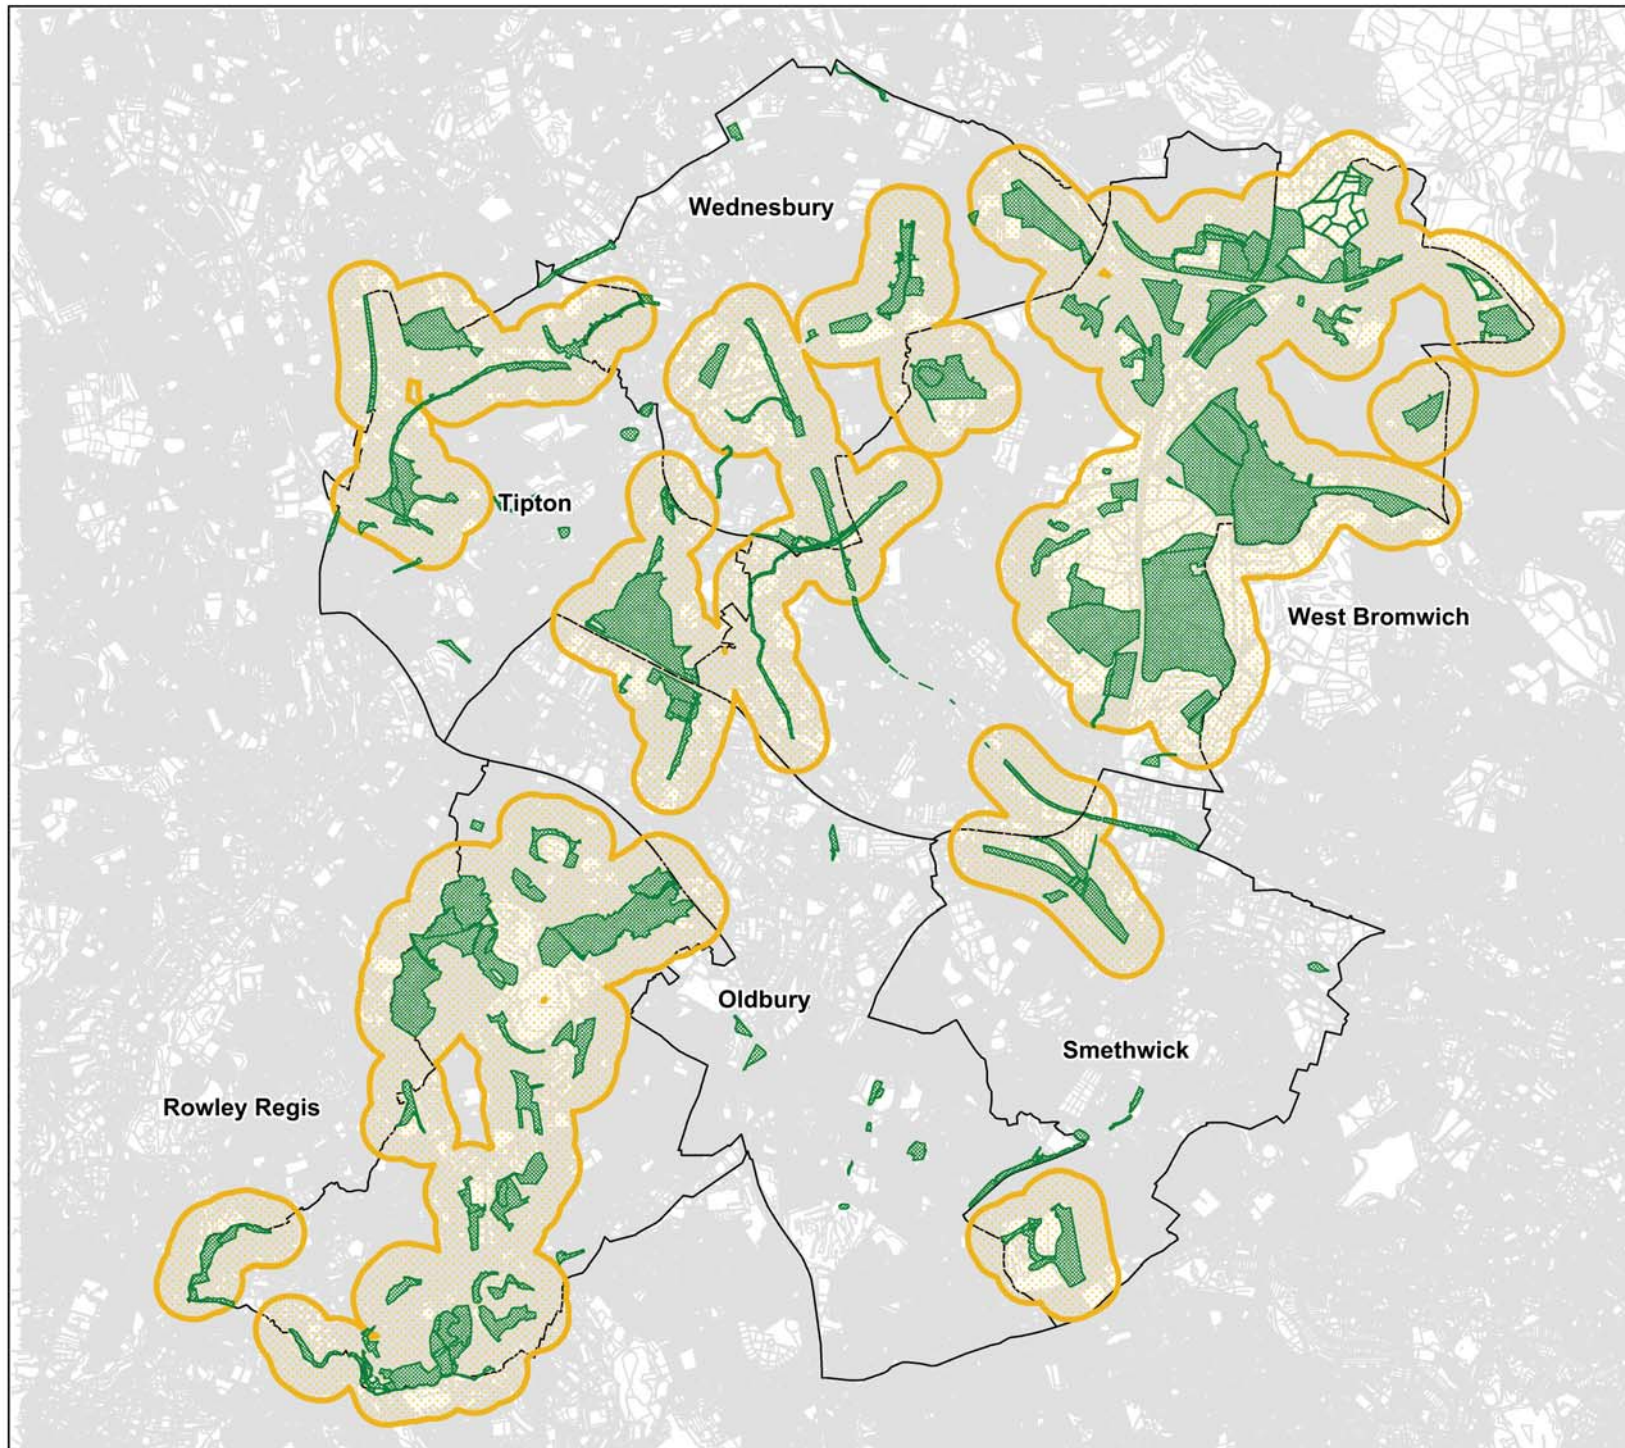 Wednesbury
Tipton
West Bromwich
Oldbury
Smethwick
Rowley Regis